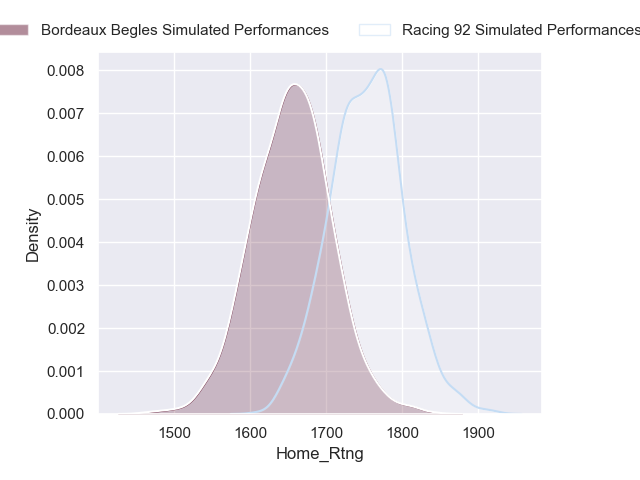 Bordeaux Begles Simulated Performances
Racing 92 Simulated Performances
0.008
0.007
0.006
0.005
0.004
0.003
0.002
0.001
0.000
Density
1500 1600 1700 1800 1900
Home_Rtng